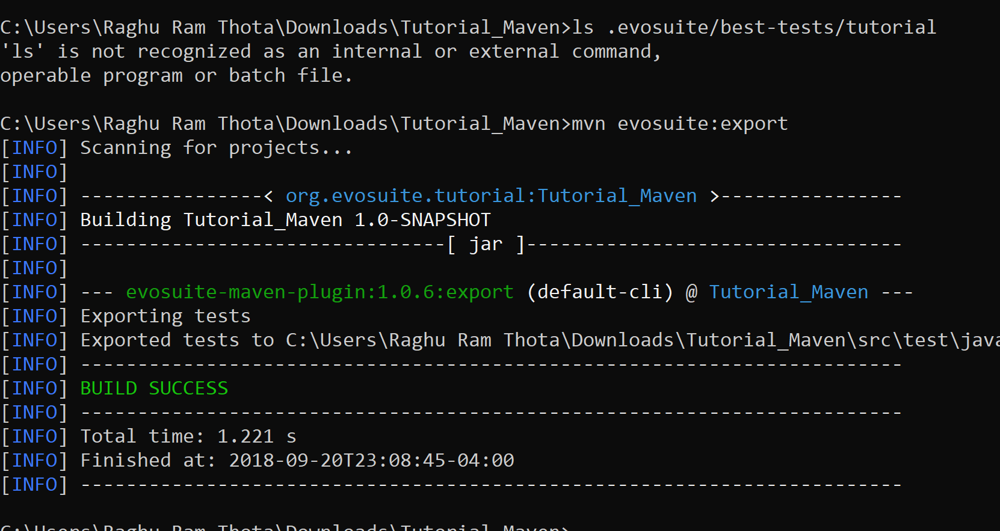 C:\Users\Raghu Ram Thota\Downloads\Tutorial_Maven>ls .evosuite/best-tests/tutorial
'ls' is not recognized as an internal or external command,
operable program or batch file.
C:\Users\Raghu Ram Thota\Downloads\Tutorial_Maven>mvn evosuite:export
[INFO] Scanning for projects...
[INFO]
[INFO] ----------------< org.evosuite.tutorial:Tutorial_Maven >----------------
[INFO] Building Tutorial_Maven 1.0-SNAPSHOT
[INFO] --------------------------------[ jar ]---------------------------------
[INFO]
[INFO] --- evosuite-maven-plugin:1.0.6:export (default-cli) @ Tutorial_Maven ---
[INFO] Exporting tests
[INFO] Exported tests to C:\Users\Raghu Ram Thota\Downloads\Tutorial_Maven\src\test\java
[INFO] ------------------------------------------------------------------------
[INFO] BUILD SUCCESS
[INFO] ------------------------------------------------------------------------
[INFO] Total time: 1.221 s
[INFO] Finished at: 2018-09-20T23:08:45-04:00
[INFO] ------------------------------------------------------------------------
C:\Users\Raghu Ram Thota\Downloads\Tutorial_Maven>